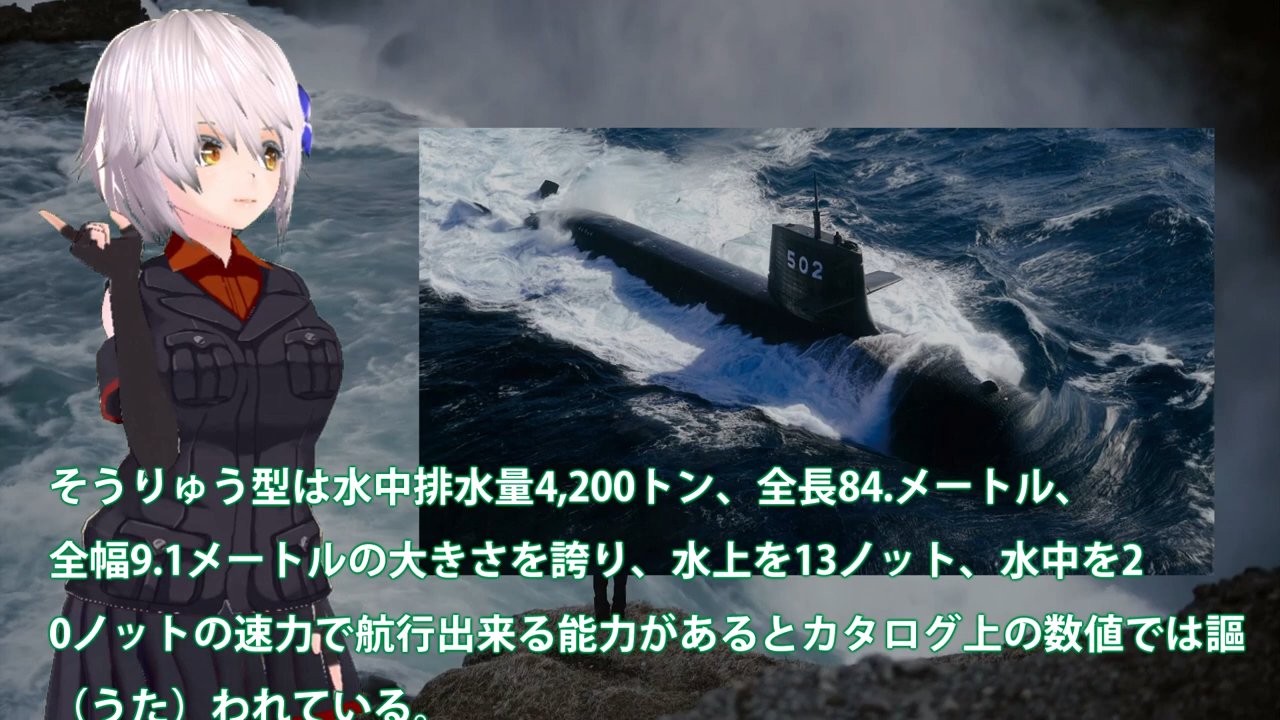 502
そうりゅう型は水中排水量4,200トン、全長84.メートル、
全幅9.1メートルの大きさを誇り、水上を13ノット、水中を2
0ノットの速力で航行出来る能力があるとカタログ上の数値では謳
（うた）われている。